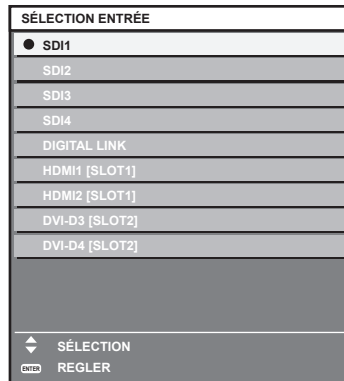 SÉLECTION ENTRÉE
SDI1
SDI2
SDI3
SDI4
DIGITAL LINK
HDMI1 [SLOT1]
HDMI2 [SLOT1]
DVI-D3 [SLOT2]
DVI-D4 [SLOT2]
SÉLECTION
ENTER REGLER